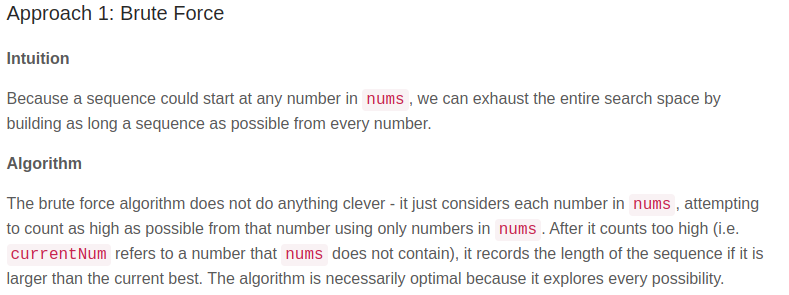 Approach 1: Brute Force
Intuition
Because a sequence could start at any number in nums, we can exhaust the entire search space by
building as long a sequence as possible from every number.
Algorithm
The brute force algorithm does not do anything clever - it just considers each number in nums, attempting
to count as high as possible from that number using only numbers in nums. After it counts too high (i.e.
currentNum refers to a number that nums does not contain), it records the length of the sequence if it is
larger than the current best. The algorithm is necessarily optimal because it explores every possibility.